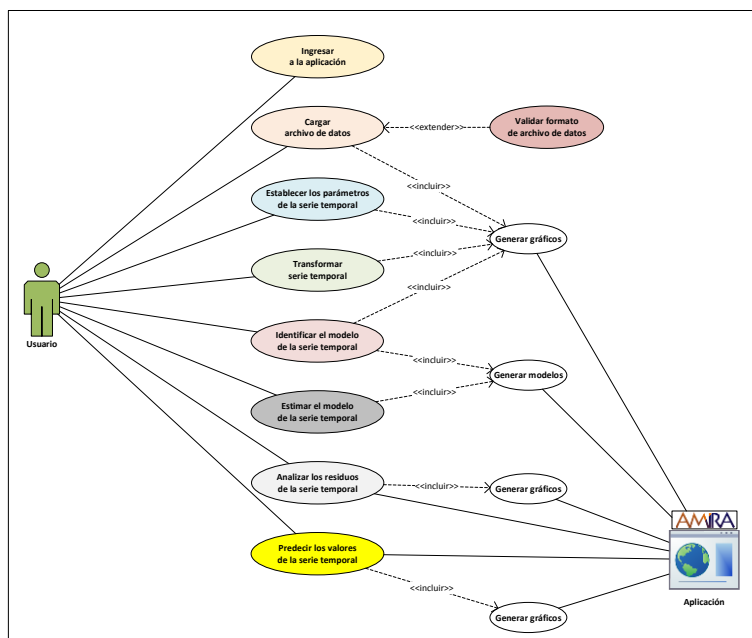 Ingresar
a la aplicación
Cargar
archivo de datos
<<extender>>
Validar formato
de archivo de datos
<<incluir>>
Establecer los parámetros
de la serie temporal
<<incluir>>
Generar gráficos
Transformar
serie temporal
<<incluir>>
<<incluir>>
Usuario
Identificar el modelo
de la serie temporal
<<incluir>>
Generar modelos
<<incluir>>
Estimar el modelo
de la serie temporal
Analizar los residuos
de la serie temporal
<<incluir>>
Generar gráficos
AMIRA
Predecir los valores
de la serie temporal
<<incluir>>
Aplicación
Generar gráficos